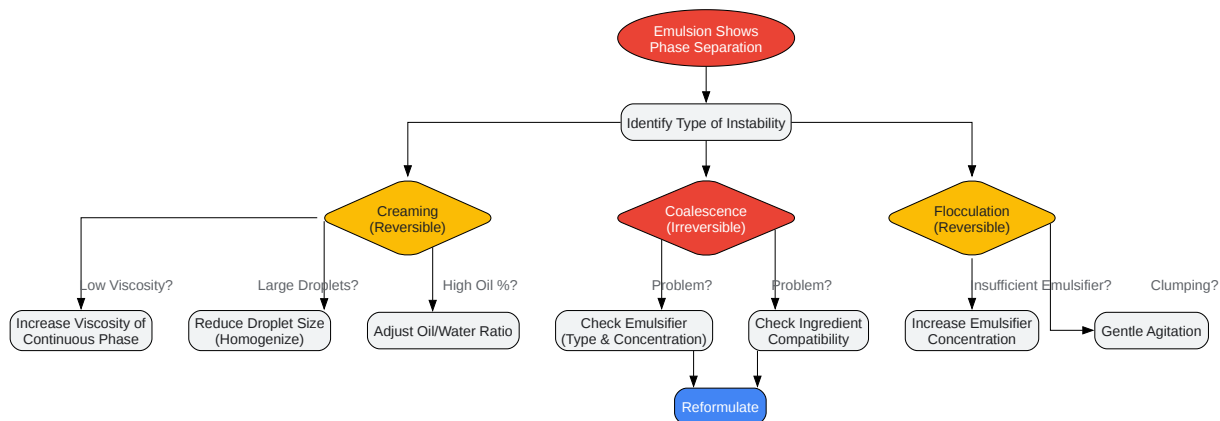 Emulsion Shows
Phase Separation
Identify Type of Instability
Creaming
(Reversible)
Coalescence
(Irreversible)
Flocculation
(Reversible)
Low Viscosity?
Large Droplets?
High Oil %?
Problem?
Problem?
Insufficient Emulsifier?
Clumping?
Increase Viscosity of
Continuous Phase
Reduce Droplet Size
(Homogenize)
Adjust Oil/Water Ratio
Check Emulsifier
(Type & Concentration)
Check Ingredient
Compatibility
Increase Emulsifier
Concentration
Gentle Agitation
Reformulate